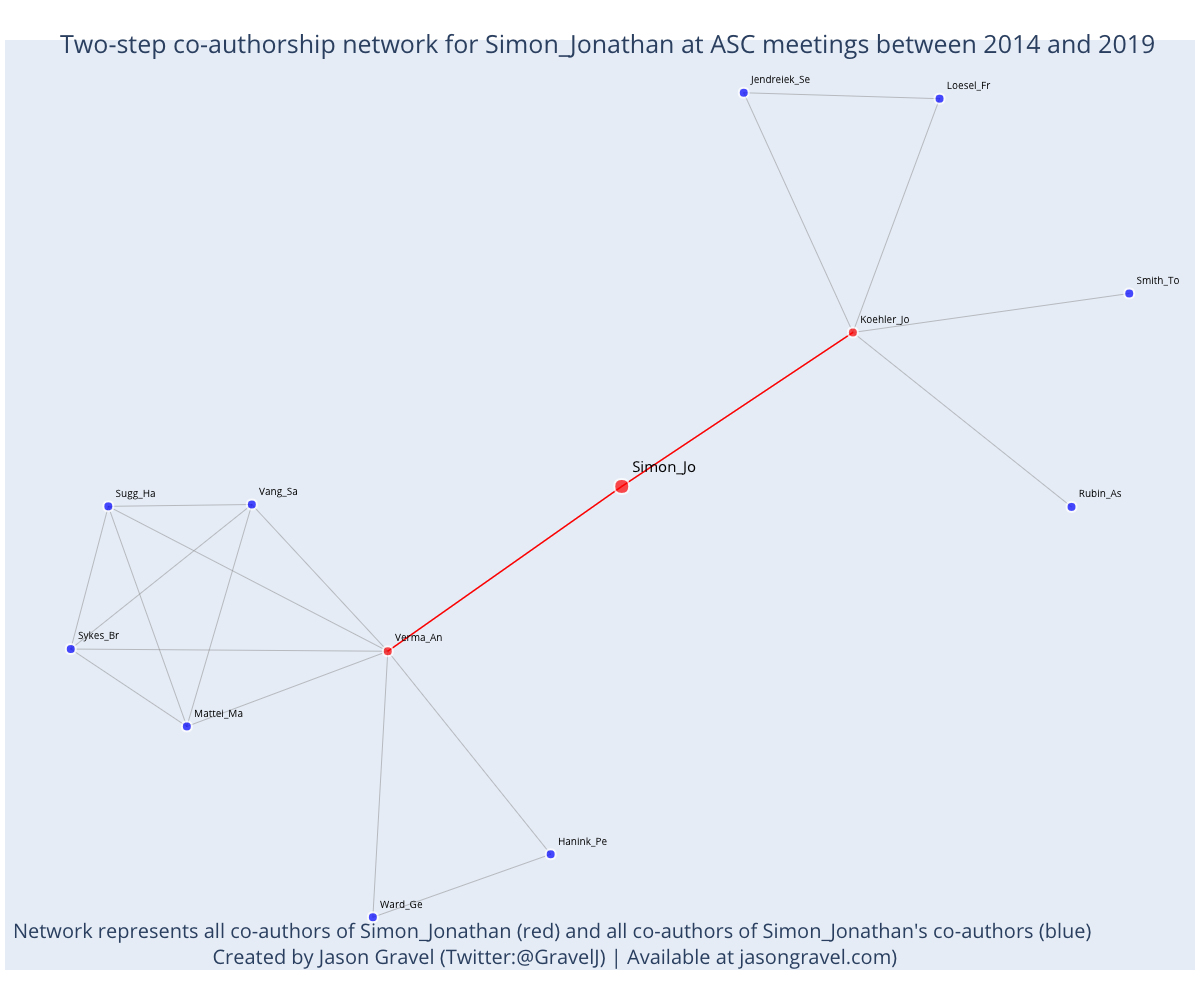 Two-step co-authorship network for Simon_Jonathan at ASC meetings between 2014 and 2019
Jendreiek_Se
Loesel_Fr
Smith_To
Koehler_Jo
Simon_Jo
Rubin_As
Sugg_Ha
Vang_Sa
Sykes_Br
Verma_An
Mattei_Ma
Hanink_Pe
Ward_Ge
Network represents all co-authors of Simon_Jonathan (red) and all co-authors of Simon_Jonathan's co-authors (blue)
Created by Jason Gravel (Twitter:@GravelJ) | Available at jasongravel.com)